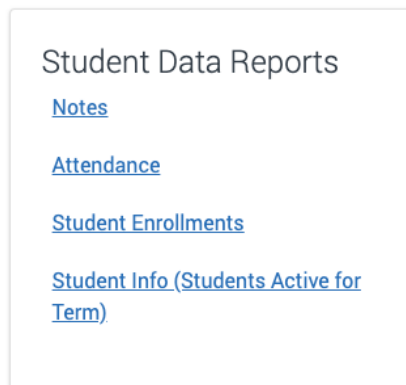 Student Data Reports
Notes
Attendance
Student Enrollments
Student Info (Students Active for
Term)